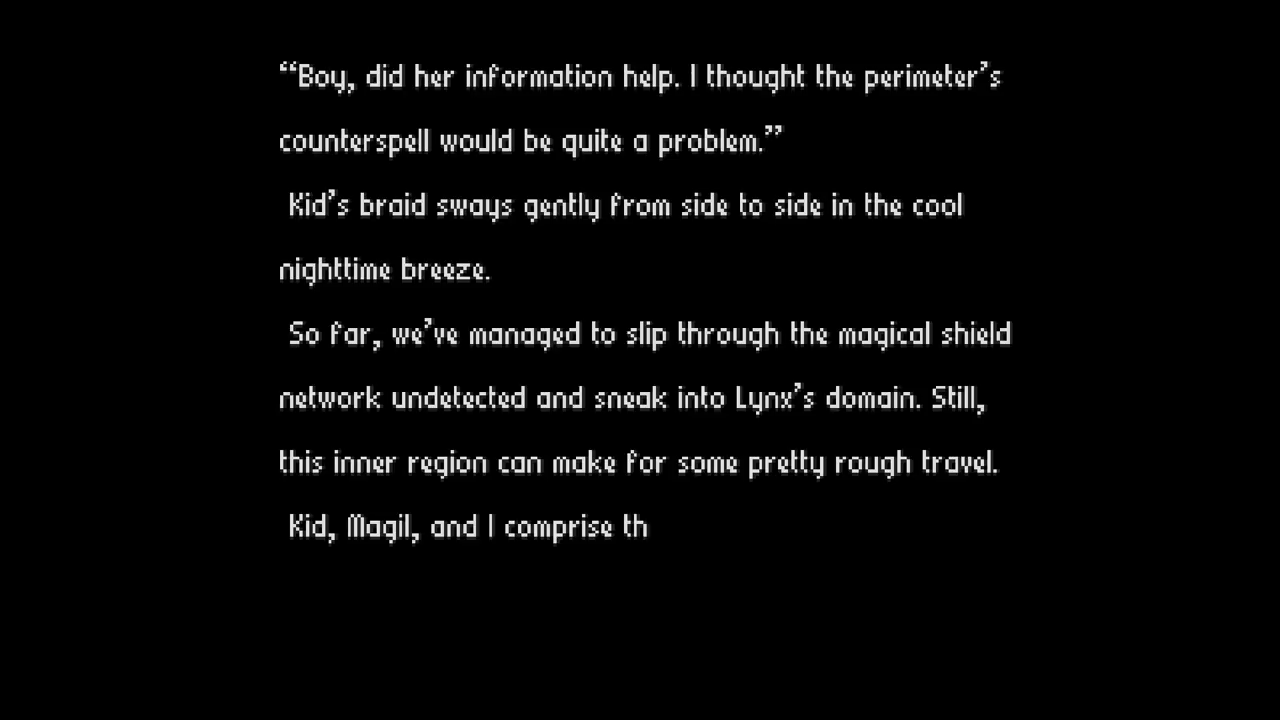 “Boy, did her information help. I thought the perimeter’s
counterspell would be quite a problem.”
Kid’s braid sways gently from side to side in the cool
nighttime breeze.
So far, we’ve managed to slip through the magical shield
network undetected and sneak into Lynx’s domain. Still,
this inner region can make for some pretty rough travel.
Kid, Magil, and I comprise th